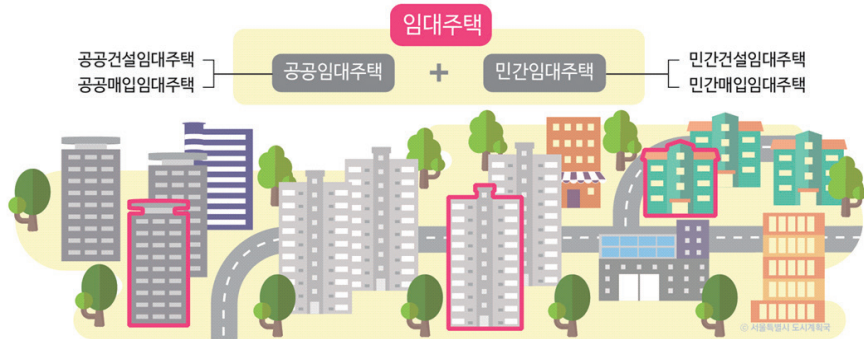 임대주택
공공건설임대주택
공공매입임대주택
공공임대주택 + 민간임대주택
민간건설임대주택
민간매입임대주택
© 서울특별시 도시계획국